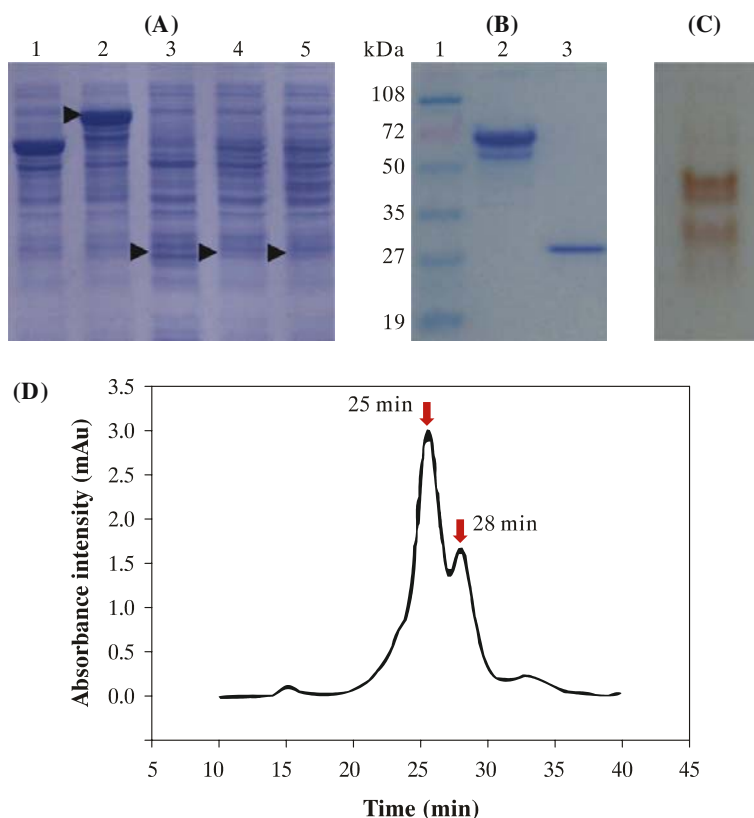 (A)
1 2 3 4 5
(B)
kDa 1 2 3
108
72
50
35
27
19
(C)
(D)
3.5
3.0
2.5
2.0
1.5
1.0
0.5
0.0
Absorbance intensity (mAu)
25 min
28 min
5 10 15 20 25 30 35 40 45
Time (min)